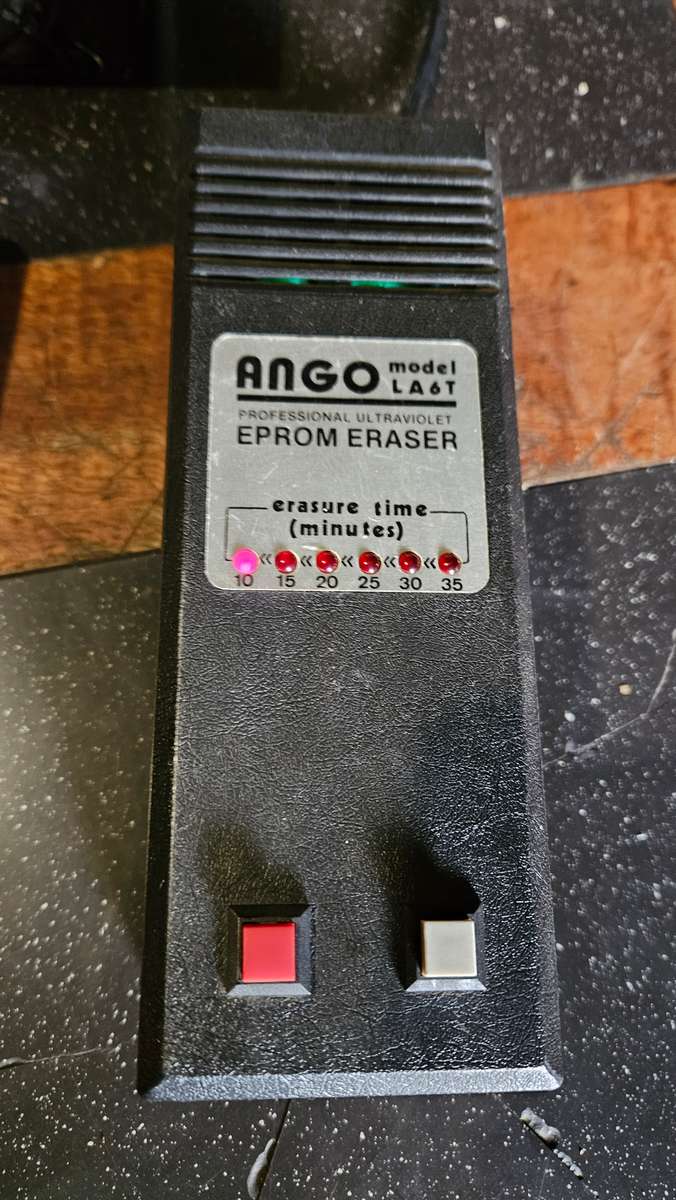 ANGO model
LA6T
PROFESSIONAL ULTRAVIOLET
EPROM ERASER
erasure time
(minutes)
« « « « «
10 15 20 25 30 35